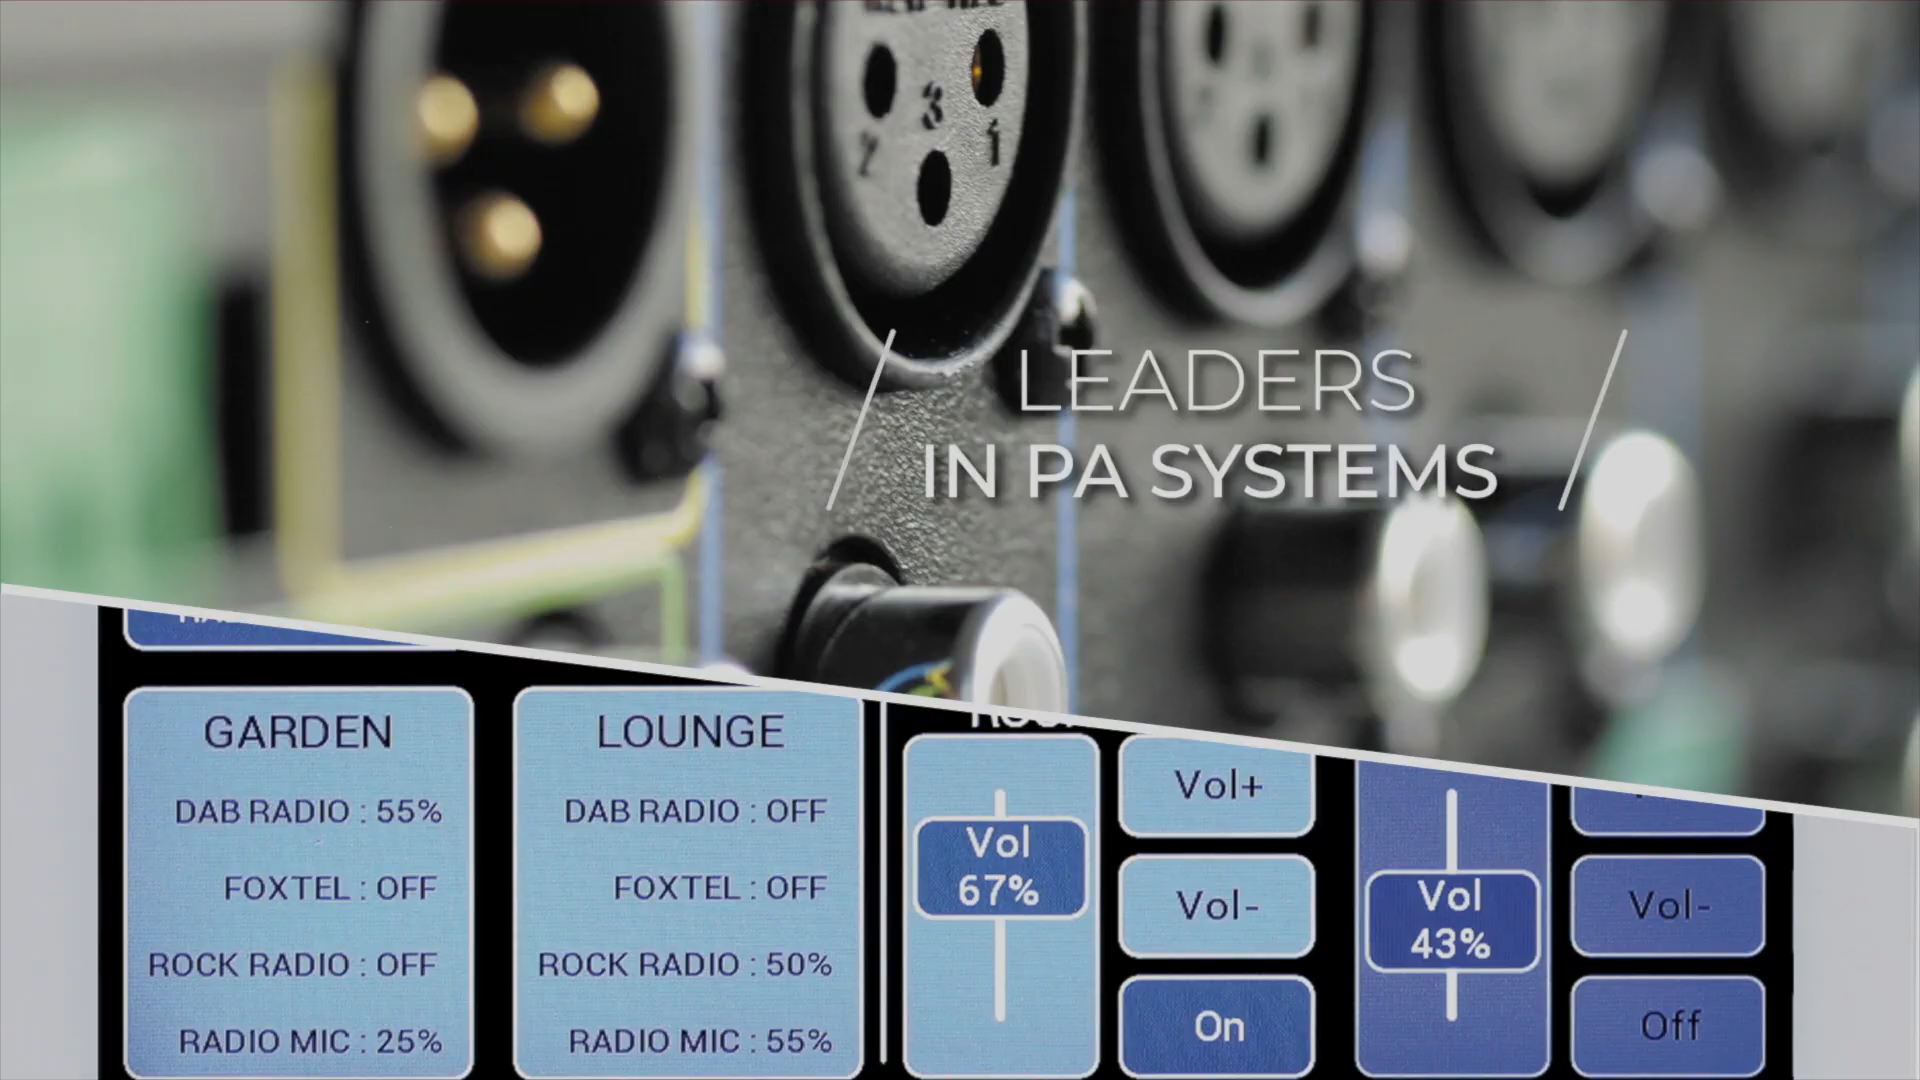 2
3
1
LEADERS
IN PA SYSTEMS
GARDEN
DAB RADIO : 55%
FOXTEL : OFF
ROCK RADIO : OFF
RADIO MIC : 25%
LOUNGE
DAB RADIO : OFF
FOXTEL : OFF
ROCK RADIO : 50%
RADIO MIC : 55%
Vol
67%
Vol+
Vol-
On
Vol
43%
Vol-
Off